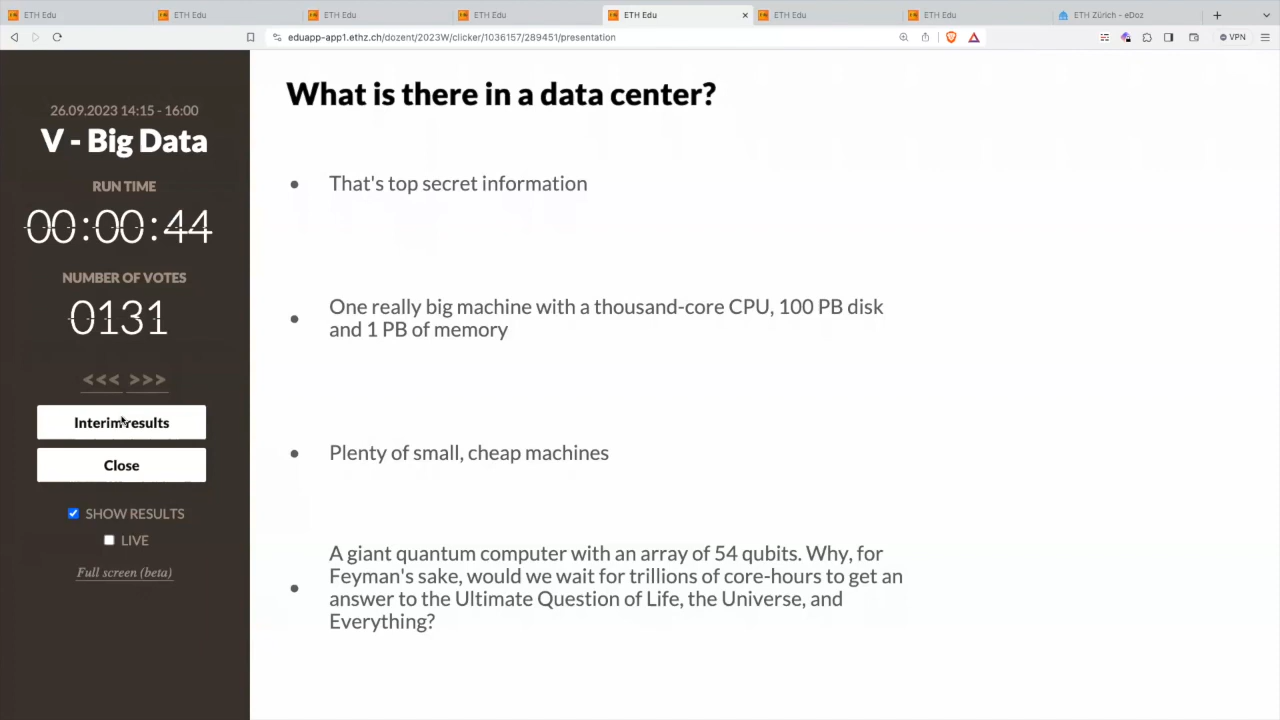 ETH Edu
ETH Edu
ETH Edu
ETH Edu
ETH Edu
ETH Edu
ETH Edu
ETH Zürich - eDoz
eduapp-app1.ethz.ch/dozent/2023W/clicker/1036157/289451/presentation
VPN
26.09.2023 14:15 - 16:00
V - Big Data
RUN TIME
00:00:44
NUMBER OF VOTES
0131
<<< >>>
Interim results
Close
SHOW RESULTS
LIVE
Full screen (beta)
What is there in a data center?
• That's top secret information
• One really big machine with a thousand-core CPU, 100 PB disk
and 1 PB of memory
• Plenty of small, cheap machines
• A giant quantum computer with an array of 54 qubits. Why, for
Feyman's sake, would we wait for trillions of core-hours to get an
answer to the Ultimate Question of Life, the Universe, and
Everything?